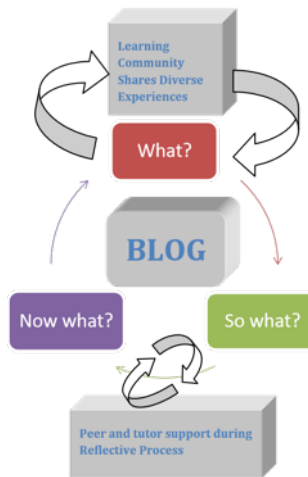 Learning
Community
Shares Diverse
Experiences
What?
BLOG
Now what?
So what?
Peer and tutor support during
Reflective Process